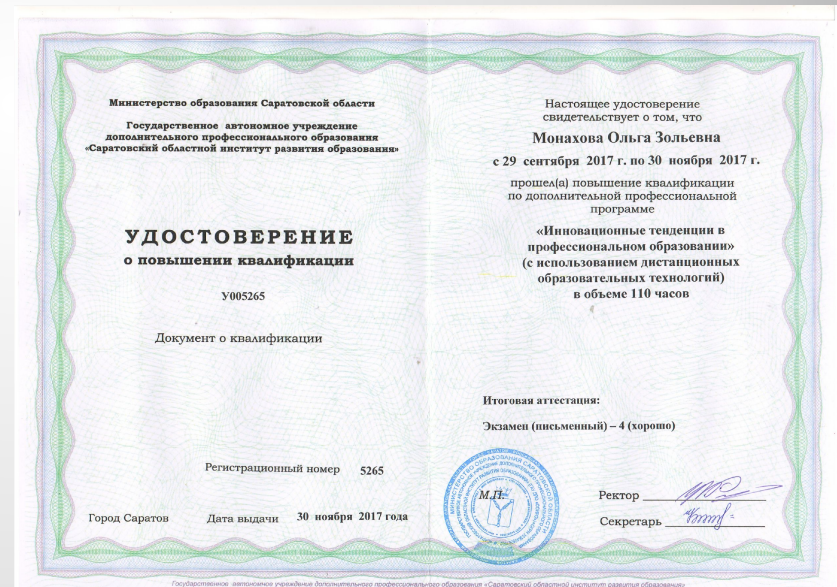 Министерство образования Саратовской области
Государственное автономное учреждение
дополнительного профессионального образования
«Саратовский областной институт развития образования»
УДОСТОВЕРЕНИЕ
о повышении квалификации
У005265
Документ о квалификации
Регистрационный номер 5265
Город Саратов Дата выдачи 30 ноября 2017 года
Настоящее удостоверение
свидетельствует о том, что
Монахова Ольга Зольевна
с 29 сентября 2017 г. по 30 ноября 2017 г.
прошел(а) повышение квалификации
по дополнительной профессиональной
программе
«Инновационные тенденции в
профессиональном образовании»
(с использованием дистанционных
образовательных технологий)
в объеме 110 часов
Итоговая аттестация:
Экзамен (письменный) – 4 (хорошо)
М.П.
Ректор
Секретарь
Государственное автономное учреждение дополнительного профессионального образования «Саратовский областной институт развития образования»